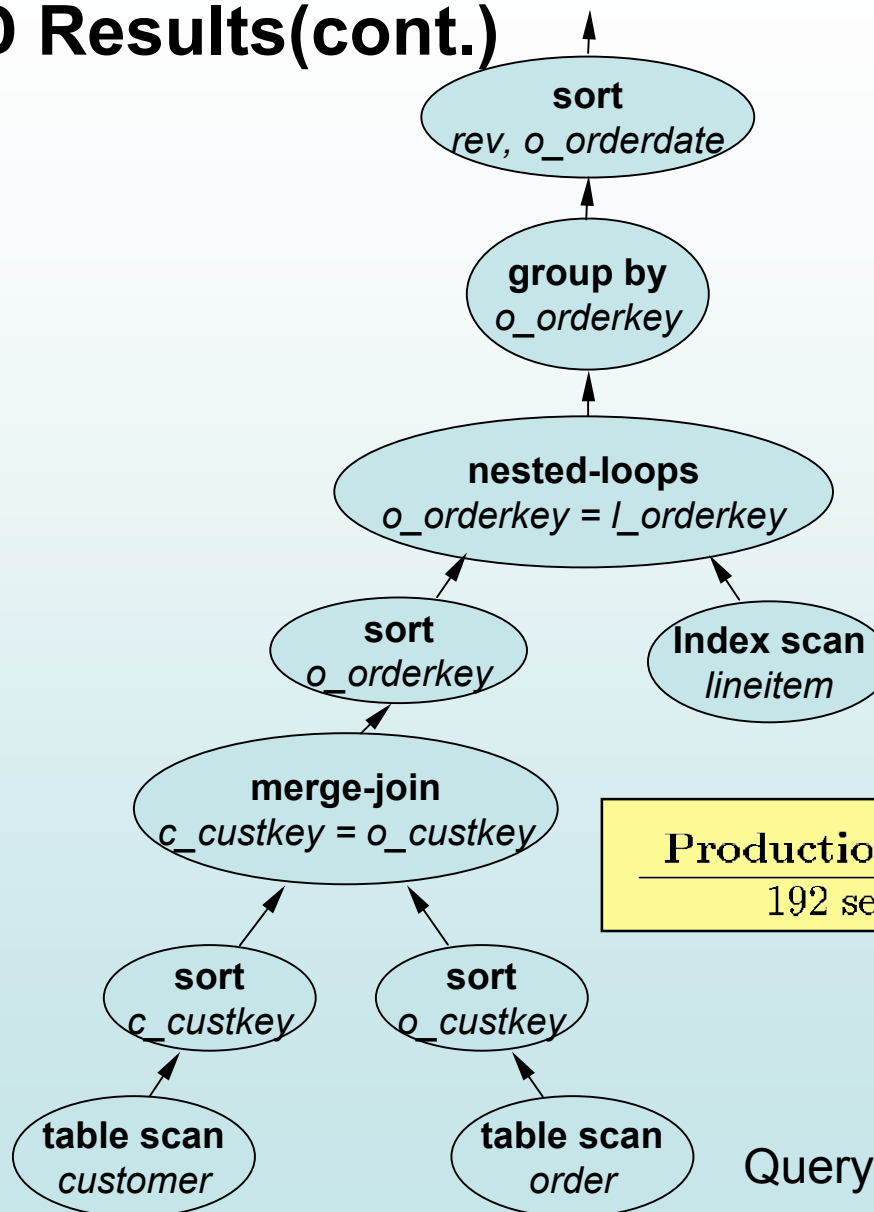 Results(cont.)
sort
rev, o_orderdate
group by
o_orderkey
nested-loops
o_orderkey = l_orderkey
sort
o_orderkey
Index scan
lineitem
merge-join
c_custkey = o_custkey
192
sort
c_custkey
sort
o_custkey
table scan
customer
table scan
order
Query